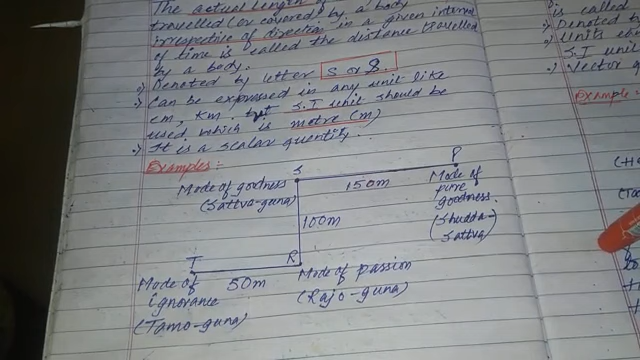 The actual length of
travelled (or covered) by a body
irrespective of direction in a given interval
of time is called the distance travelled
by a body.
Denoted by letter S or S.
Can be expressed in any unit like
cm, km. but S.I unit should be
used which is metre (m)
It is a scalar quantity.
Examples:
S
P
150m
Mode of goodness
(Sattva-guna)
Mode of
pure
goodness.
(Shudda-
Sattva)
100m
T
R
50m
Mode of
ignorance
(Tamo-guna)
Mode of passion
(Rajo-guna)
is called
Denoted
Units
S.I unit
Vector
Example